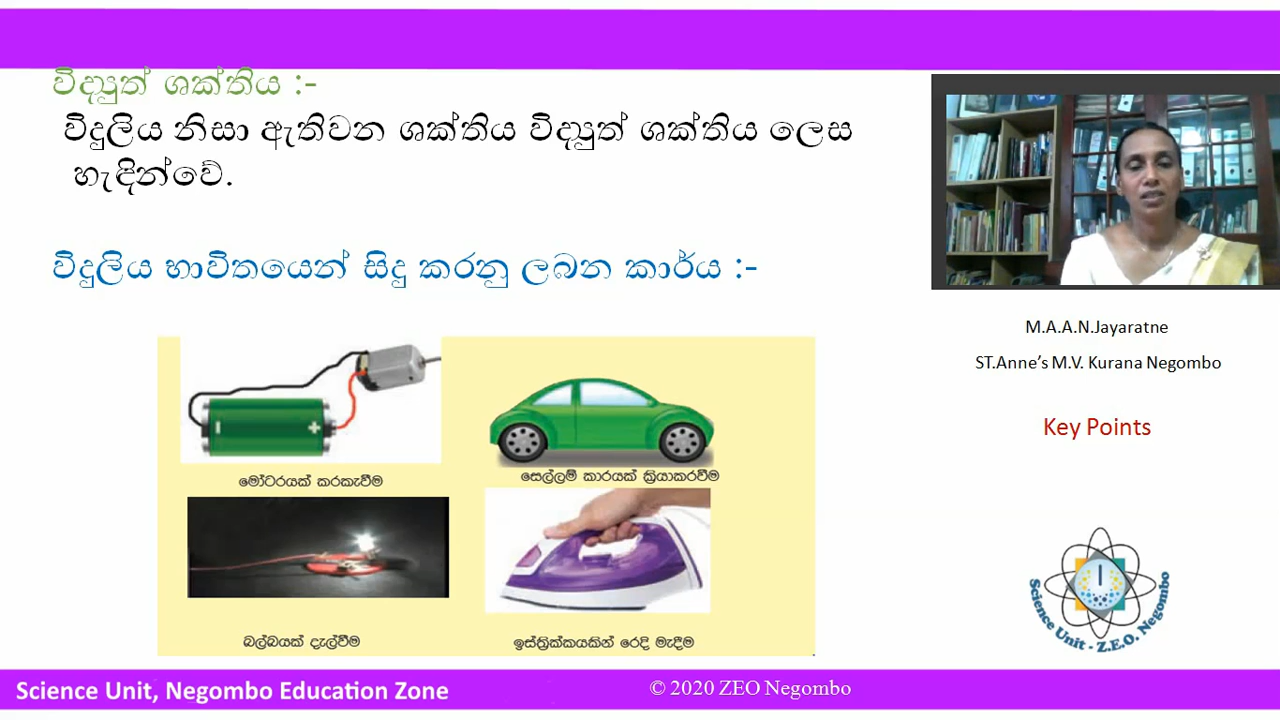 විද්‍යුත් ශක්තිය :-
විදුලිය නිසා ඇතිවන ශක්තිය විද්‍යුත් ශක්තිය ලෙස
හැඳින්වේ.
විදුලිය භාවිතයෙන් සිදු කරනු ලබන කාර්ය :-
මෝටරයක් කරකැවීම
සෙල්ලම් කාරයක් ක්‍රියාකරවීම
බල්බයක් දැල්වීම
ඉස්ත්‍රික්කයකින් රෙදි මැදීම
M.A.A.N.Jayaratne
ST.Anne’s M.V. Kurana Negombo
Key Points
Science Unit - Z.E.O. Negombo
Science Unit, Negombo Education Zone
© 2020 ZEO Negombo